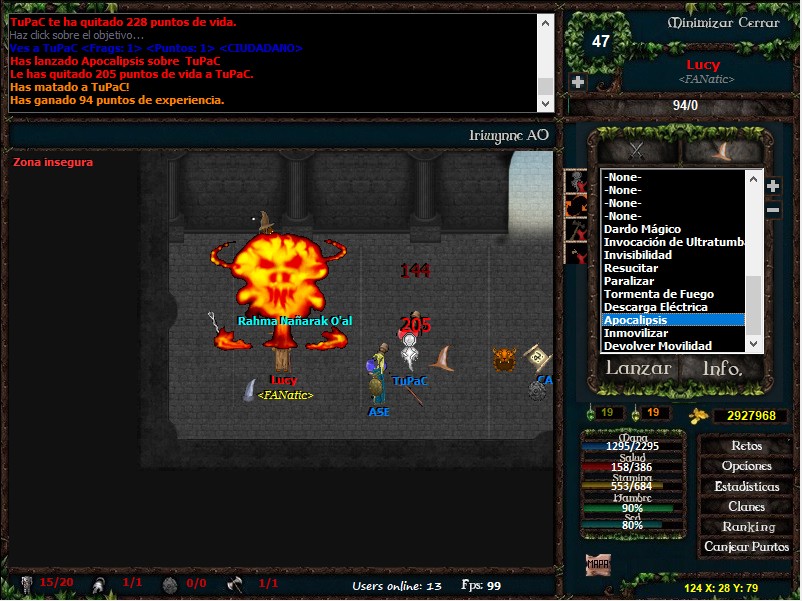 TuPaC te ha quitado 228 puntos de vida.
Haz click sobre el objetivo...
Ves a TuPaC <Frags: 1> <Puntos: 1> <CIUDADANO>
Has lanzado Apocalipsis sobre TuPaC
Le has quitado 205 puntos de vida a TuPaC.
Has matado a TuPaC!
Has ganado 94 puntos de experiencia.
Minimizar Cerrar
47
Lucy
<FANatic>
94/0
Iriwynne AO
Zona insegura
144
205
Rahma Nañarak O'al
Lucy
<FANatic>
TuPaC
ASE
CA
-None-
-None-
-None-
-None-
Dardo Mágico
Invocación de Ultratumb
Invisibilidad
Resucitar
Paralizar
Tormenta de Fuego
Descarga Eléctrica
Apocalipsis
Inmovilizar
Devolver Movilidad
Lanzar
Info.
19
19
2927968
Mana
1295/2295
Salud
158/386
Stamina
553/684
Hambre
90%
Sed
80%
Retos
Opciones
Estadísticas
Clanes
Ranking
Canjear Puntos
MAPA
15/20
1/1
0/0
1/1
Users online: 13
Fps: 99
124 X: 28 Y: 79